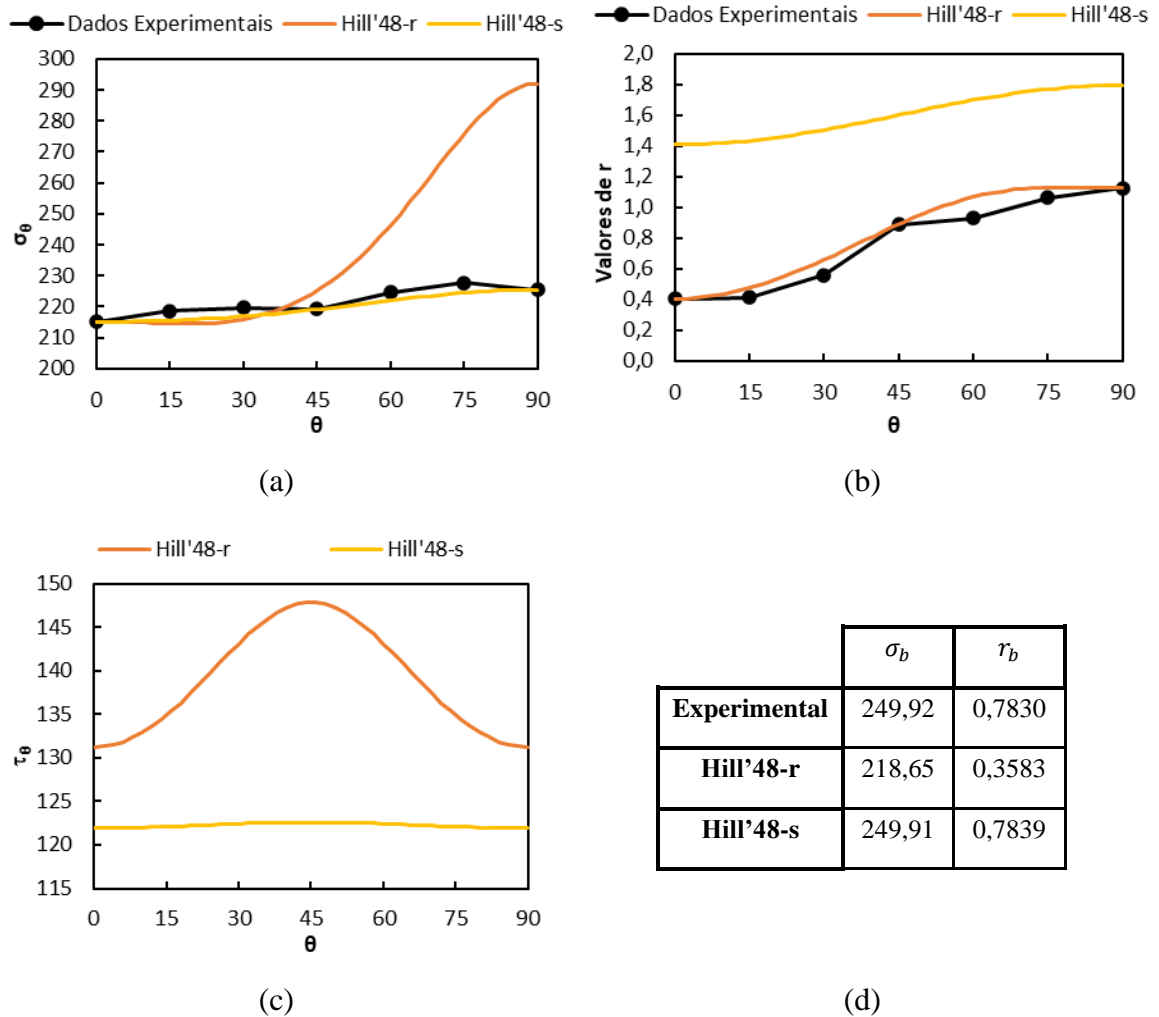 Dados Experimentais Hill'48-r Hill'48-s
300
290
280
270
260
250
240
230
220
210
200
σθ
0 15 30 45 60 75 90
θ
(a)
Dados Experimentais Hill'48-r Hill'48-s
2,0
1,8
1,6
1,4
1,2
1,0
0,8
0,6
0,4
0,2
0,0
Valores de r
0 15 30 45 60 75 90
θ
(b)
Hill'48-r Hill'48-s
150
145
140
135
130
125
120
115
τθ
0 15 30 45 60 75 90
θ
(c)
σb rb
Experimental 249,92 0,7830
Hill’48-r 218,65 0,3583
Hill’48-s 249,91 0,7839
(d)